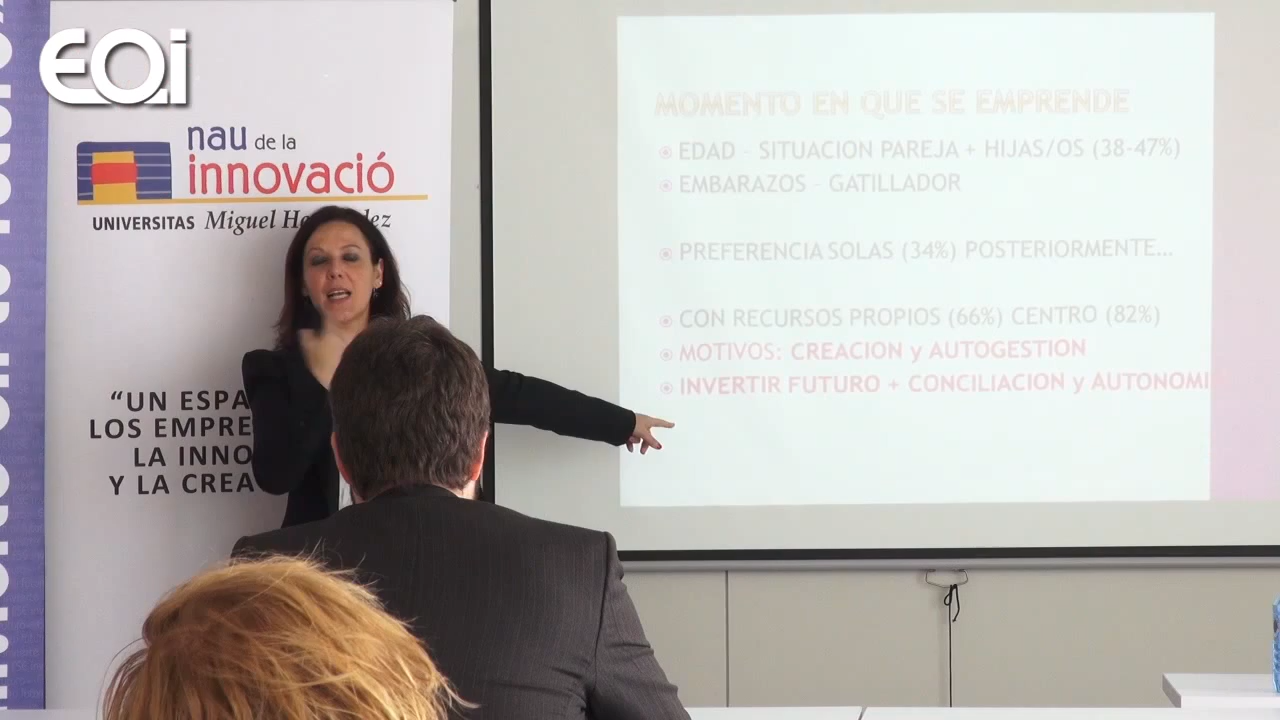 EOi
nau de la
innovació
UNIVERSITAS Miguel
"UN ESPA
LOS EMPRE
LA INNO
Y LA CREA
MOMENTO EN QUE SE EMPRENDE
EDAD – SITUACION PAREJA + HIJAS/OS (38-47%)
EMBARAZOS – GATILLADOR
PREFERENCIA SOLAS (34%) POSTERIORMENTE...
CON RECURSOS PROPIOS (66%) CENTRO (82%)
MOTIVOS: CREACION y AUTOGESTION
INVERTIR FUTURO + CONCILIACION y AUTONOMI